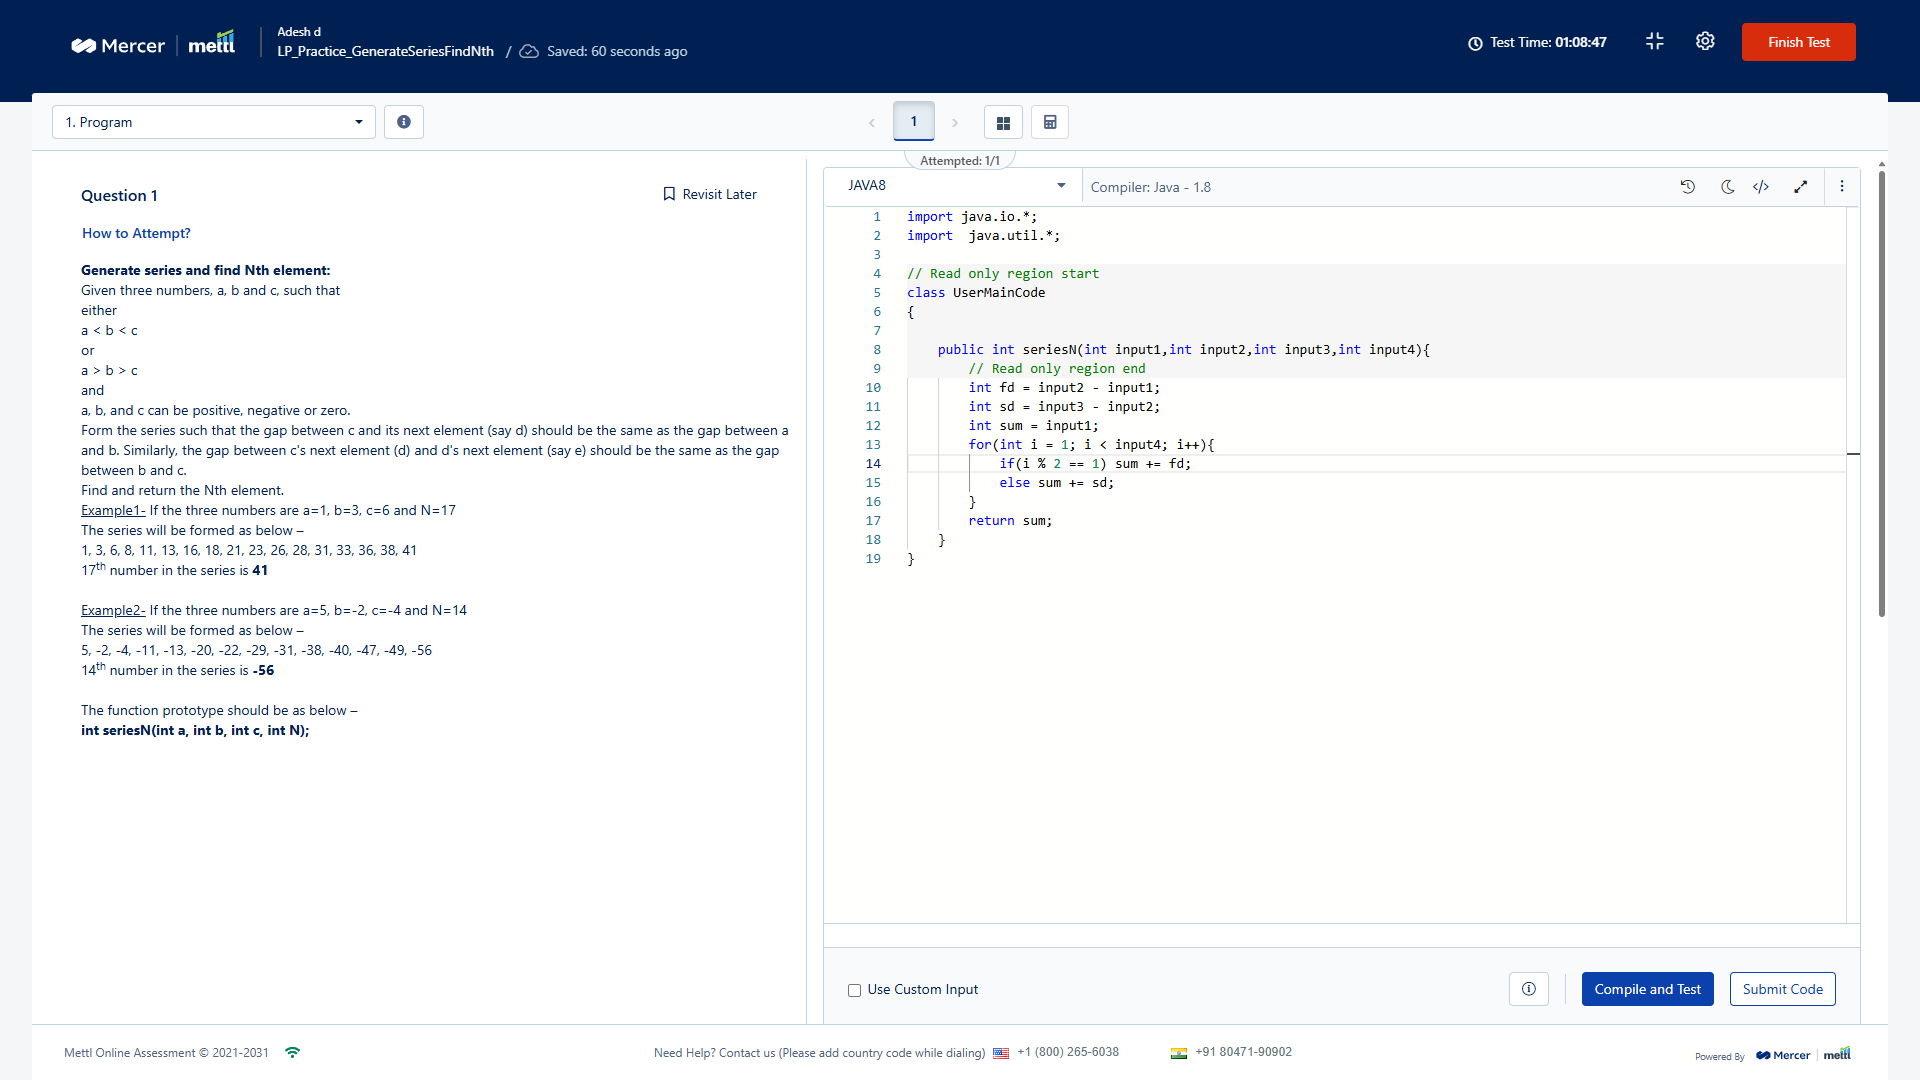 Mercer | mettl
Adesh d
LP_Practice_GenerateSeriesFindNth / Saved: 60 seconds ago
Test Time: 01:08:47
Finish Test
1. Program
1
Attempted: 1/1
Question 1
Revisit Later
How to Attempt?
Generate series and find Nth element:
Given three numbers, a, b and c, such that
either
a < b < c
or
a > b > c
and
a, b, and c can be positive, negative or zero.
Form the series such that the gap between c and its next element (say d) should be the same as the gap between a
and b. Similarly, the gap between c's next element (d) and d's next element (say e) should be the same as the gap
between b and c.
Find and return the Nth element.
Example1- If the three numbers are a=1, b=3, c=6 and N=17
The series will be formed as below –
1, 3, 6, 8, 11, 13, 16, 18, 21, 23, 26, 28, 31, 33, 36, 38, 41
17th number in the series is 41
Example2- If the three numbers are a=5, b=-2, c=-4 and N=14
The series will be formed as below –
5, -2, -4, -11, -13, -20, -22, -29, -31, -38, -40, -47, -49, -56
14th number in the series is -56
The function prototype should be as below –
int seriesN(int a, int b, int c, int N);
JAVA8
Compiler: Java - 1.8
1 import java.io.*;
2 import  java.util.*;
3
4 // Read only region start
5 class UserMainCode
6 {
7
8     public int seriesN(int input1,int input2,int input3,int input4){
9         // Read only region end
10         int fd = input2 - input1;
11         int sd = input3 - input2;
12         int sum = input1;
13         for(int i = 1; i < input4; i++){
14             if(i % 2 == 1) sum += fd;
15             else sum += sd;
16         }
17         return sum;
18     }
19 }
Use Custom Input
Compile and Test
Submit Code
Mettl Online Assessment © 2021-2031
Need Help? Contact us (Please add country code while dialing) +1 (800) 265-6038 +91 80471-90902
Powered By Mercer | mettl